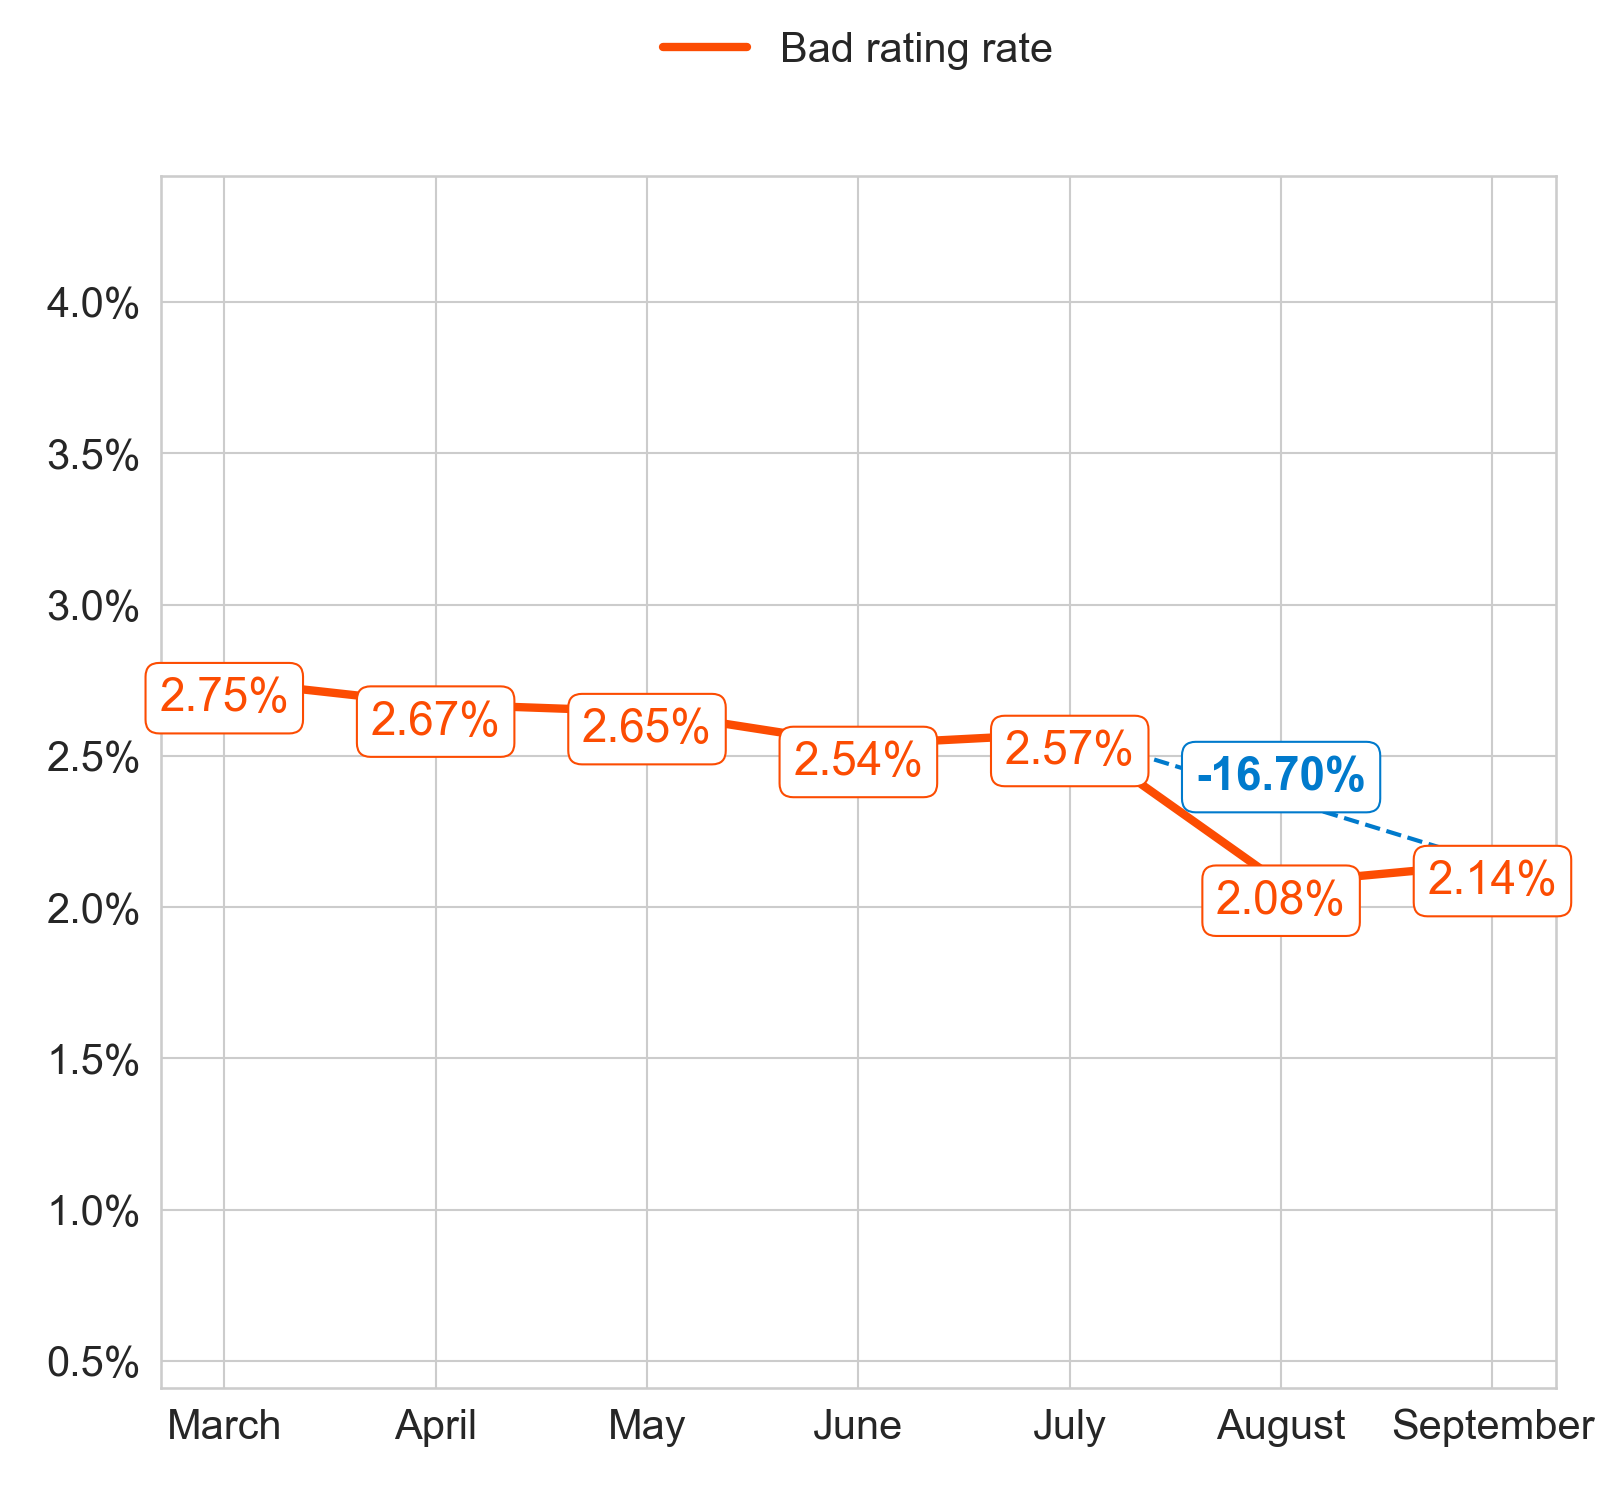 Bad rating rate
4.0%
3.5%
3.0%
2.5%
2.0%
1.5%
1.0%
0.5%
2.75%
2.67%
2.65%
2.54%
2.57%
-16.70%
2.08%
2.14%
March
April
May
June
July
August
September